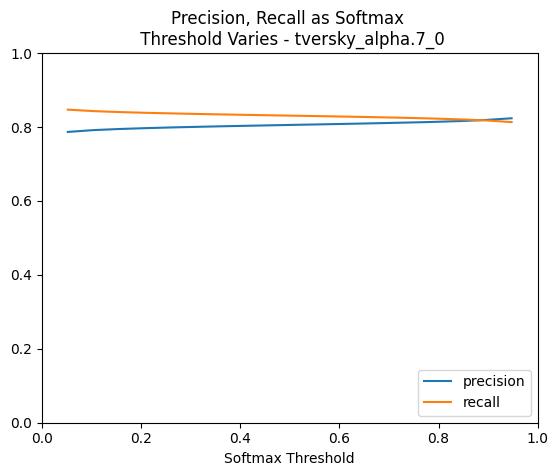 Precision, Recall as Softmax
Threshold Varies - tversky_alpha.7_0
1.0
0.8
0.6
0.4
0.2
0.0
precision
recall
0.0 0.2 0.4 0.6 0.8 1.0
Softmax Threshold